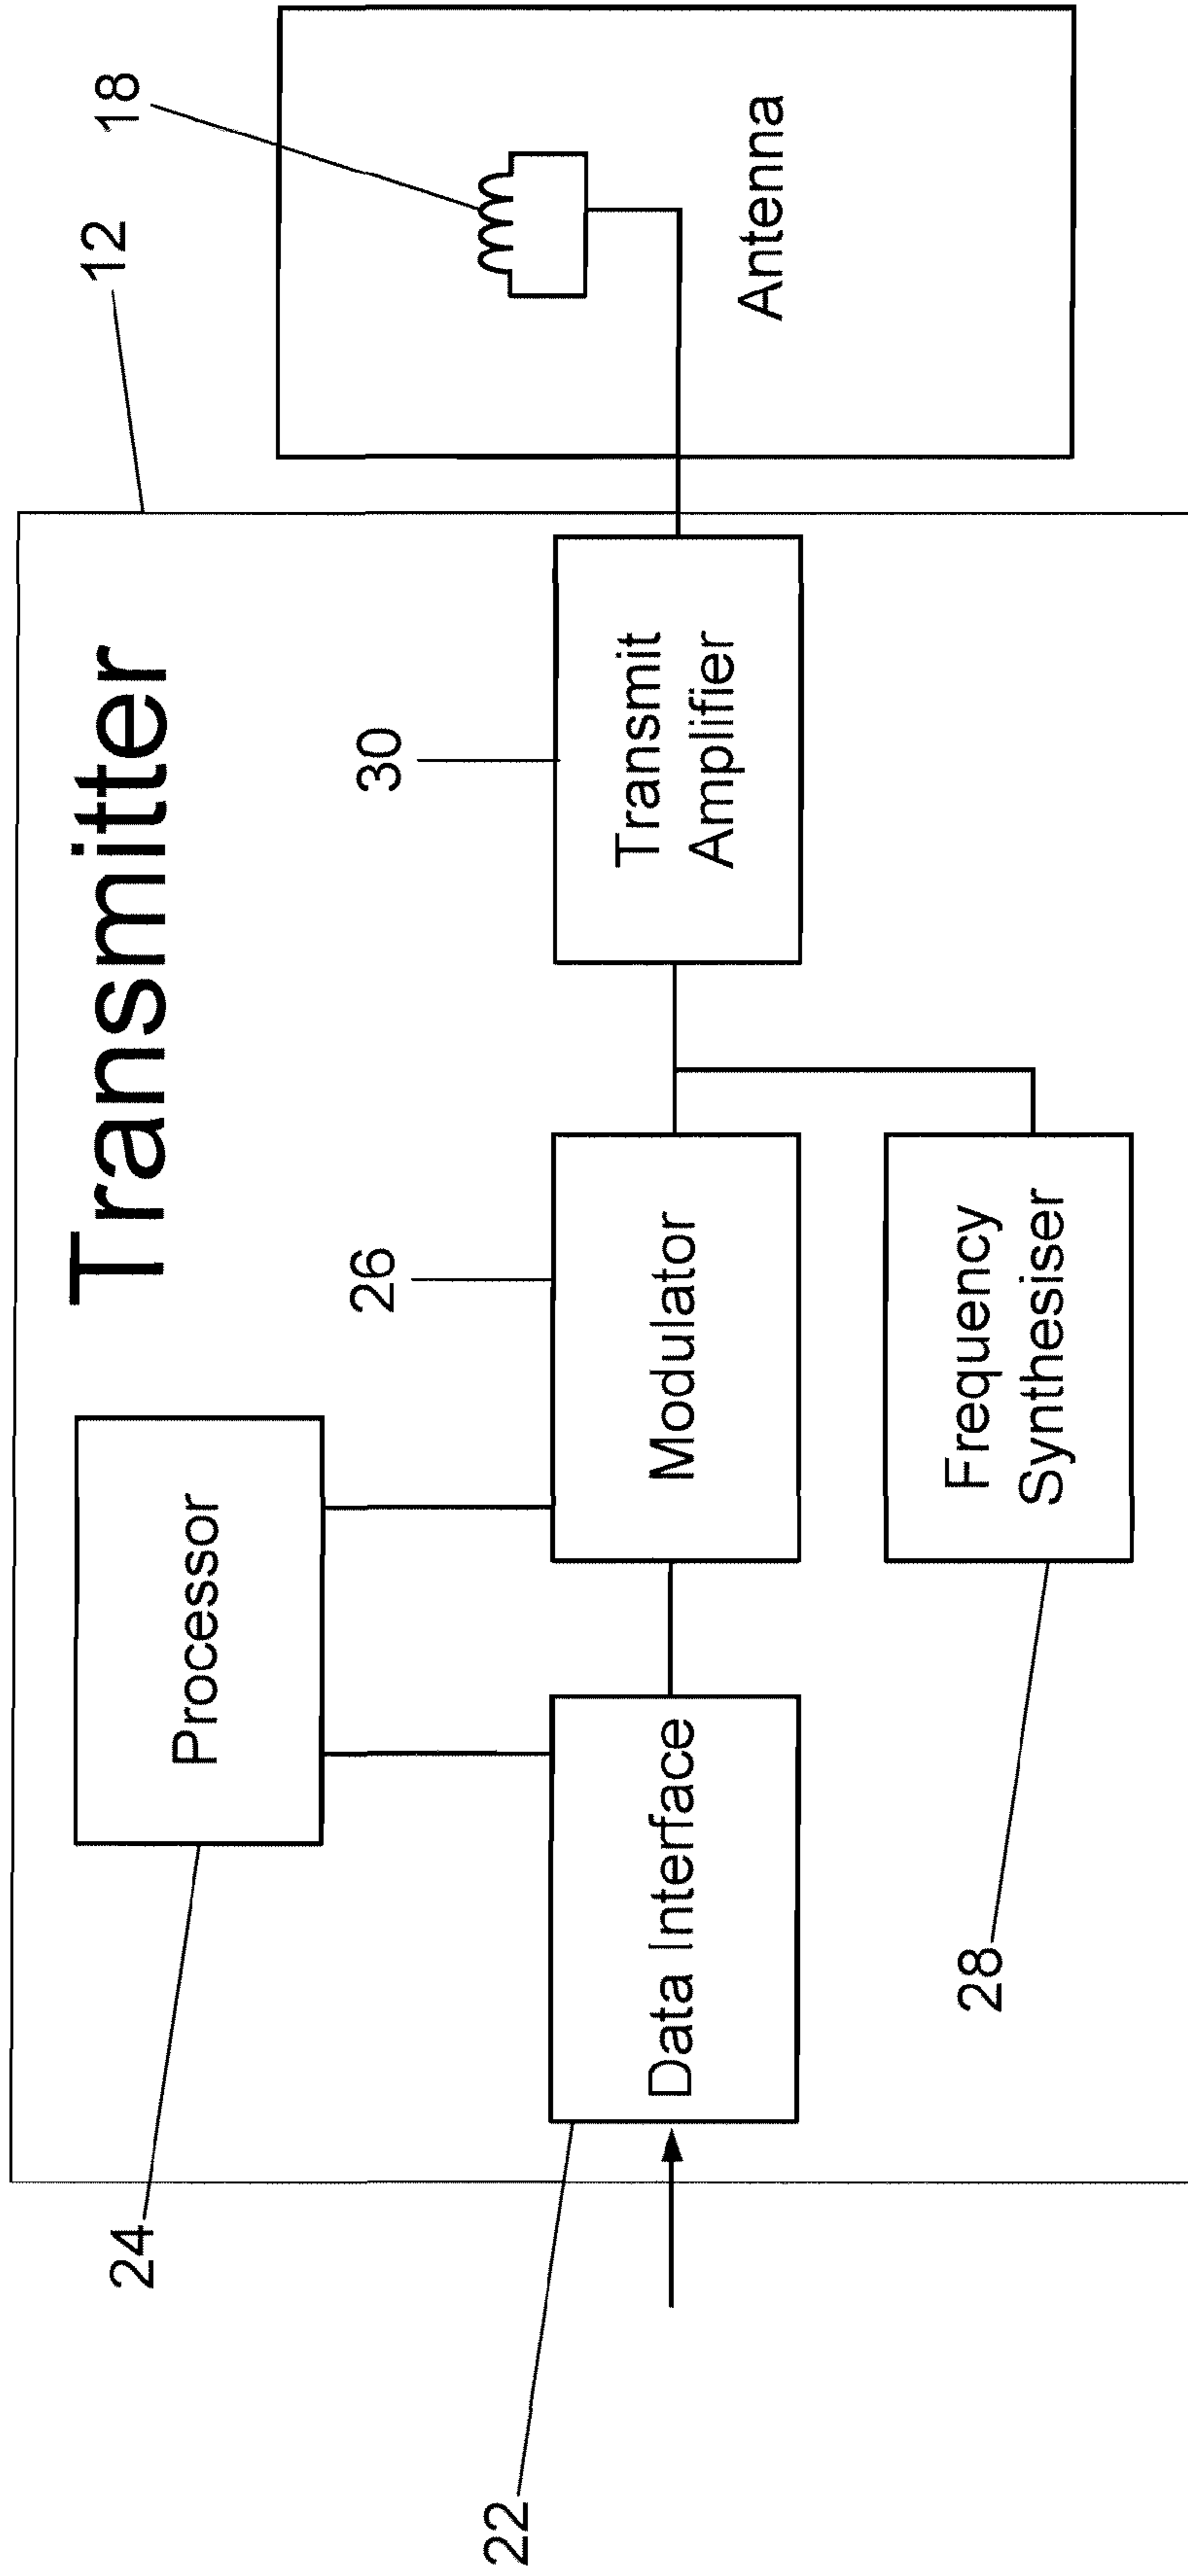 Transmitter
12
18
24
Processor
26
30
Modulator
Transmit
Amplifier
Antenna
22
Data Interface
28
Frequency
Synthesiser